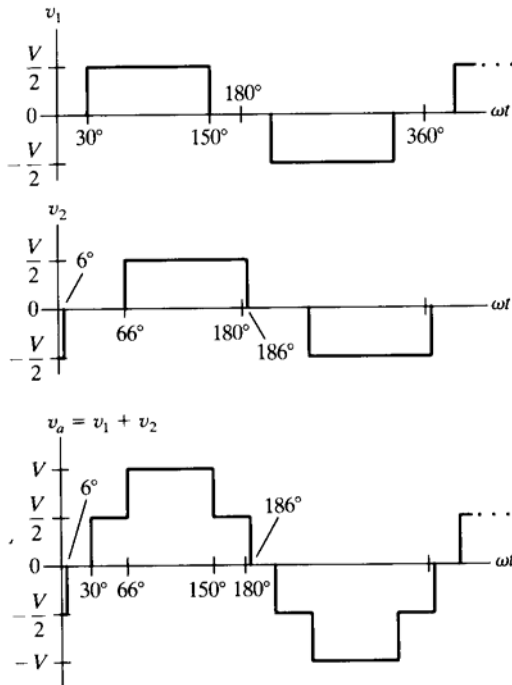 v₁
V/2
180°
0
30° 150° 360° ωt
-V/2
v₂
V/2
6°
0
ωt
66° 180° 186°
-V/2
vₐ = v₁ + v₂
V
6°
V/2
186°
0
30° 66° 150° 180° ωt
-V/2
-V